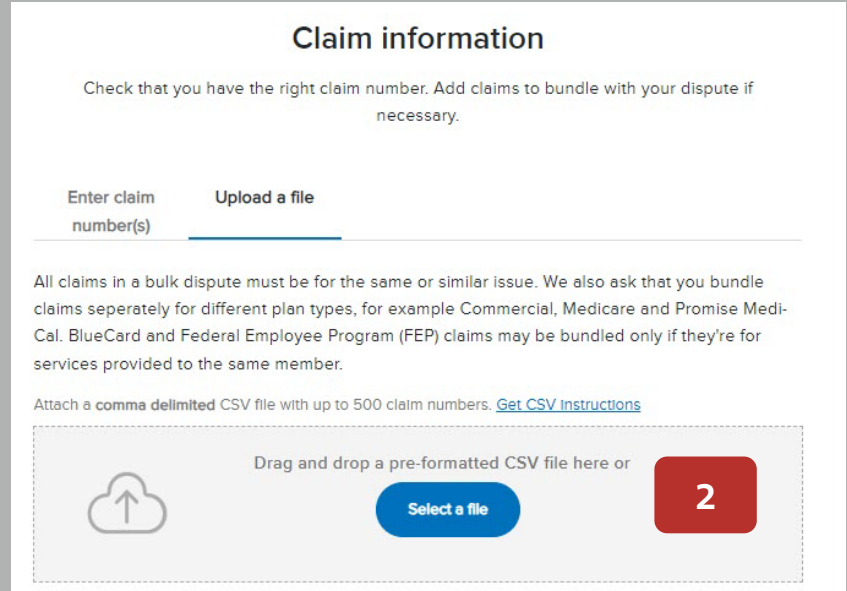 Claim information
Check that you have the right claim number. Add claims to bundle with your dispute if
necessary.
Enter claim
number(s)
Upload a file
All claims in a bulk dispute must be for the same or similar issue. We also ask that you bundle
claims seperately for different plan types, for example Commercial, Medicare and Promise Medi-
Cal. BlueCard and Federal Employee Program (FEP) claims may be bundled only if they're for
services provided to the same member.
Attach a comma delimited CSV file with up to 500 claim numbers. Get CSV Instructions
Drag and drop a pre-formatted CSV file here or
Select a file
2